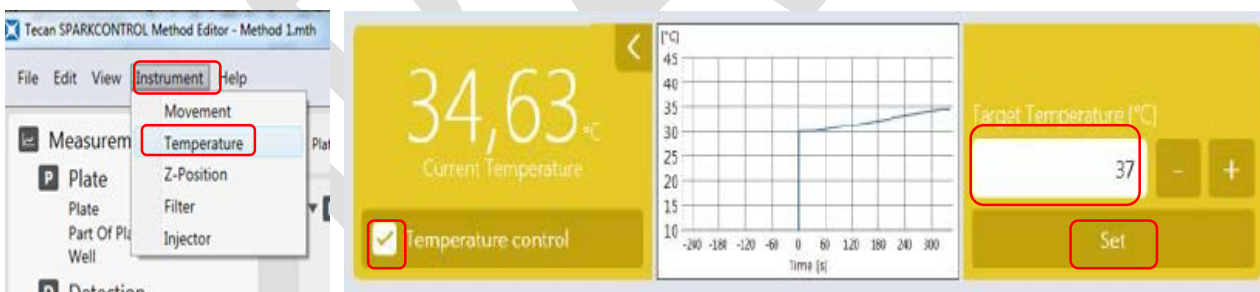 Tecan SPARKCONTROL Method Editor - Method 1.mth
File Edit View Instrument Help
Movement
Temperature
Z-Position
Filter
Injector
Measurem
P Plate
Plate
Part Of Pla
Well
Detection
34,63 °C
Current Temperature
Temperature control
[°C]
45
40
35
30
25
20
15
10
-240 -180 -120 -60 0 60 120 180 240 300
Time [s]
Target Temperature [°C]
37 - +
Set